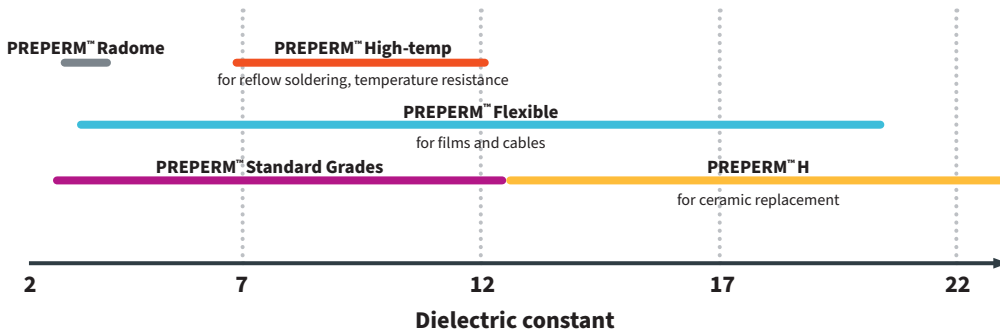 PREPERM™ Radome
PREPERM™ High-temp
for reflow soldering, temperature resistance
PREPERM™ Flexible
for films and cables
PREPERM™ Standard Grades
PREPERM™ H
for ceramic replacement
2 7 12 17 22
Dielectric constant